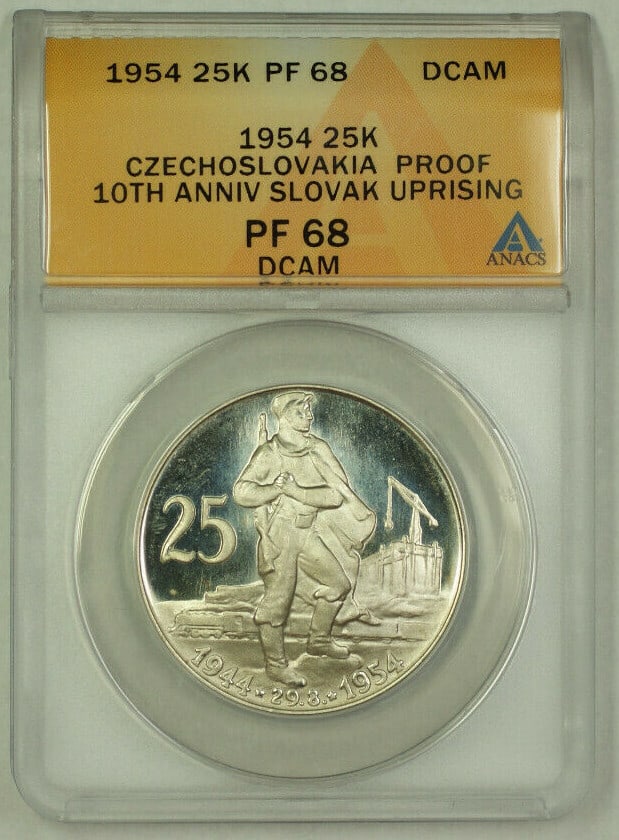 1954 25K PF 68 DCAM
1954 25K
CZECHOSLOVAKIA PROOF
10TH ANNIV SLOVAK UPRISING
PF 68
DCAM
ANACS
25
1944 ★ 29.8. ★ 1954